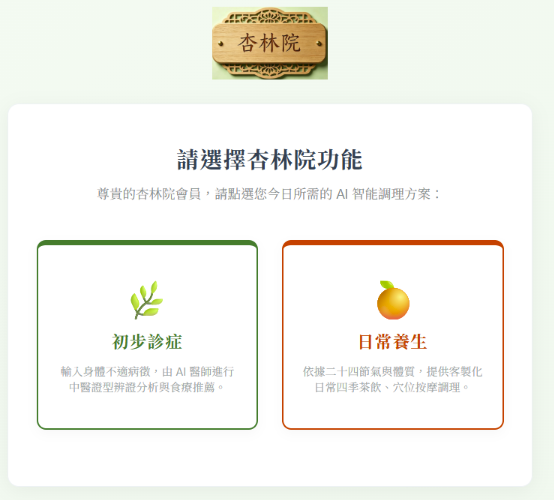 杏林院
請選擇杏林院功能
尊貴的杏林院會員，請點選您今日所需的 AI 智能調理方案：
初步診症
輸入身體不適病徵，由 AI 醫師進行
中醫證型辨證分析與食療推薦。
日常養生
依據二十四節氣與體質，提供客製化
日常四季茶飲、穴位按摩調理。